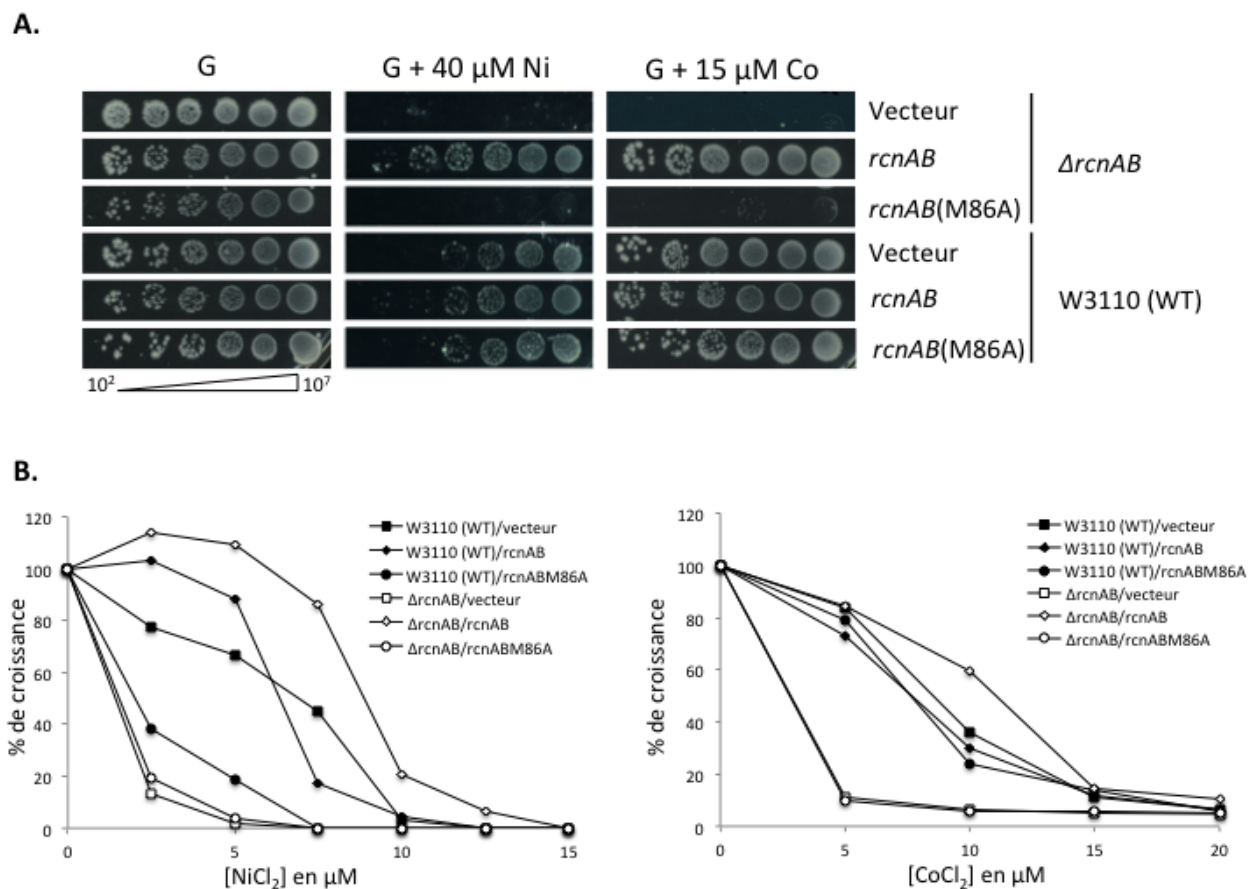 A.
G
G + 40 µM Ni
G + 15 µM Co
Vecteur
rcnAB
rcnAB(M86A)
ΔrcnAB
Vecteur
rcnAB
rcnAB(M86A)
W3110 (WT)
10² 10⁷
B.
120
100
80
60
40
20
0
% de croissance
0 5 10 15
[NiCl₂] en µM
W3110 (WT)/vecteur
W3110 (WT)/rcnAB
W3110 (WT)/rcnABM86A
ΔrcnAB/vecteur
ΔrcnAB/rcnAB
ΔrcnAB/rcnABM86A
120
100
80
60
40
20
0
% de croissance
0 5 10 15 20
[CoCl₂] en µM
W3110 (WT)/vecteur
W3110 (WT)/rcnAB
W3110 (WT)/rcnABM86A
ΔrcnAB/vecteur
ΔrcnAB/rcnAB
ΔrcnAB/rcnABM86A